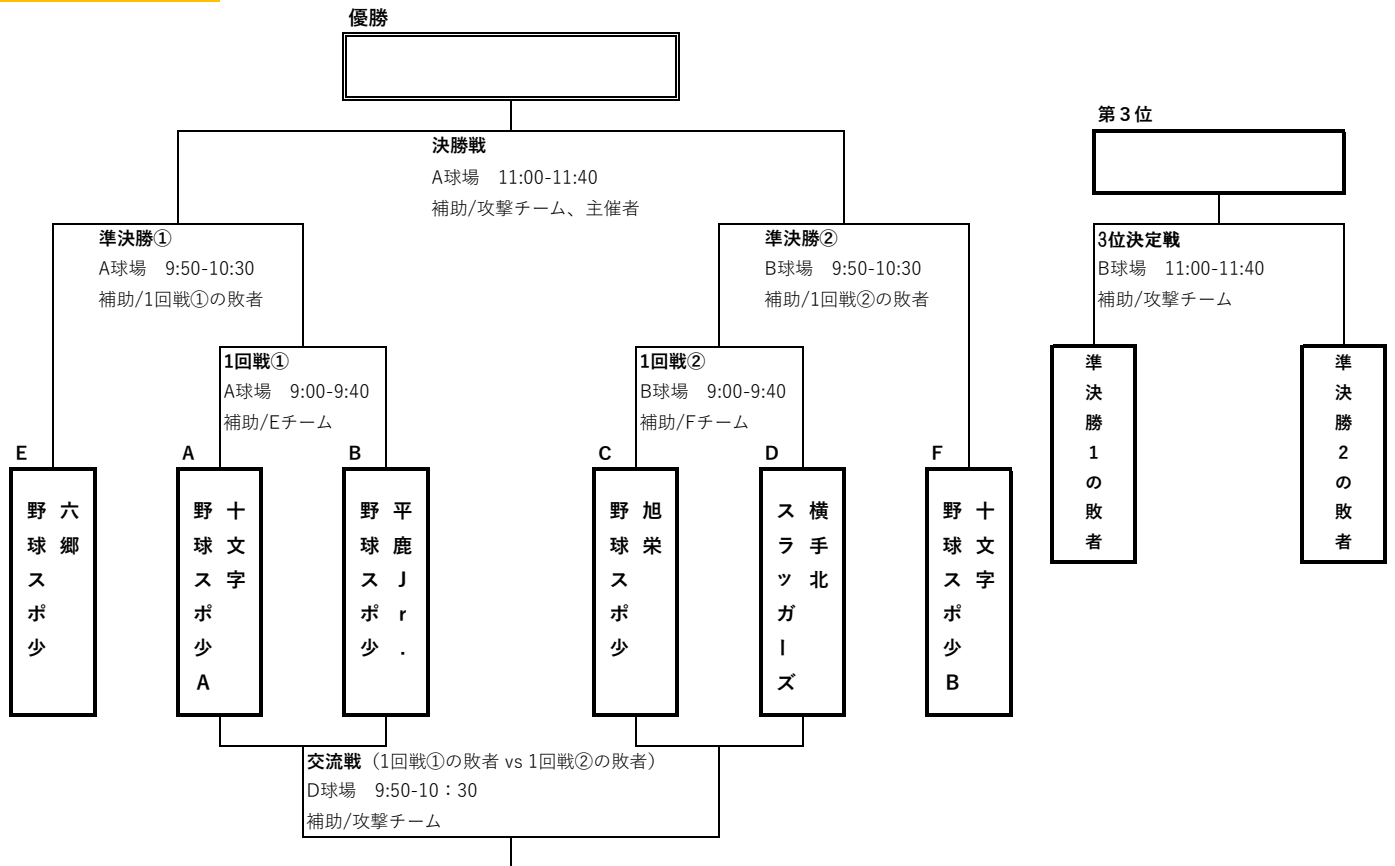 優勝
決勝戦
A球場　11:00-11:40
補助/攻撃チーム、主催者
第３位
準決勝①
A球場　9:50-10:30
補助/1回戦①の敗者
準決勝②
B球場　9:50-10:30
補助/1回戦②の敗者
3位決定戦
B球場　11:00-11:40
補助/攻撃チーム
1回戦①
A球場　9:00-9:40
補助/Eチーム
1回戦②
B球場　9:00-9:40
補助/Fチーム
準決勝1の敗者
準決勝2の敗者
E
六郷
野球スポ少
A
十文字
野球スポ少A
B
平鹿Jr.
野球スポ少
C
旭栄
野球スポ少
D
横手北
スラッガーズ
F
十文字
野球スポ少B
交流戦（1回戦①の敗者 vs 1回戦②の敗者）
D球場　9:50-10：30
補助/攻撃チーム